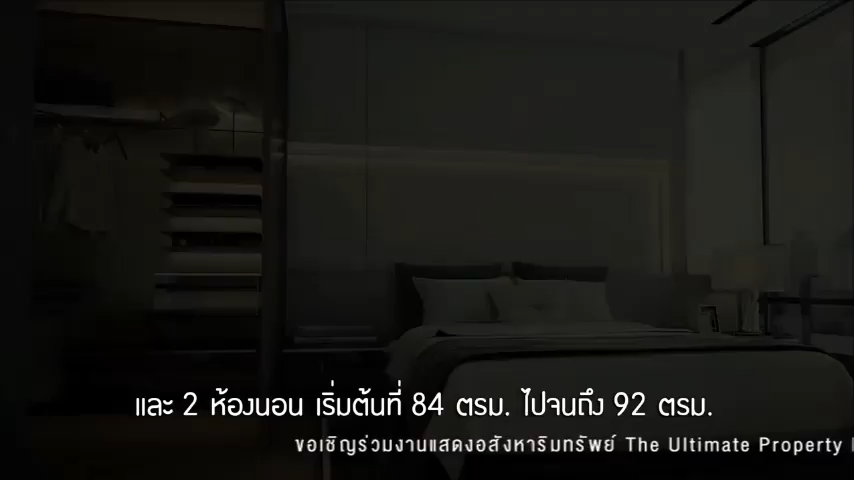 และ 2 ห้องนอน เริ่มต้นที่ 84 ตรม. ไปจนถึง 92 ตรม.
ขอเชิญร่วมงานแสดงอสังหาริมทรัพย์ The Ultimate Property